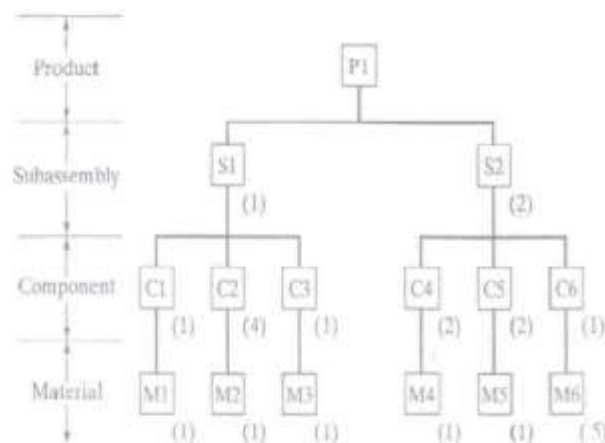 Product
P1
Subassembly
S1
S2
(1)
(2)
Component
C1
C2
C3
C4
C5
C6
(1)
(4)
(1)
(2)
(2)
(1)
Material
M1
M2
M3
M4
M5
M6
(1)
(1)
(1)
(1)
(1)
(.5)